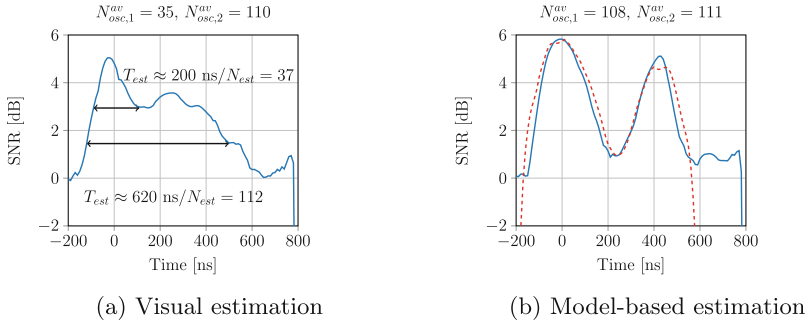 N^{av}_{osc,1} = 35, N^{av}_{osc,2} = 110
6
4
2
0
−2
SNR [dB]
T_{est} ≈ 200 ns/N_{est} = 37
T_{est} ≈ 620 ns/N_{est} = 112
−200 0 200 400 600 800
Time [ns]
(a) Visual estimation
N^{av}_{osc,1} = 108, N^{av}_{osc,2} = 111
6
4
2
0
−2
SNR [dB]
−200 0 200 400 600 800
Time [ns]
(b) Model-based estimation